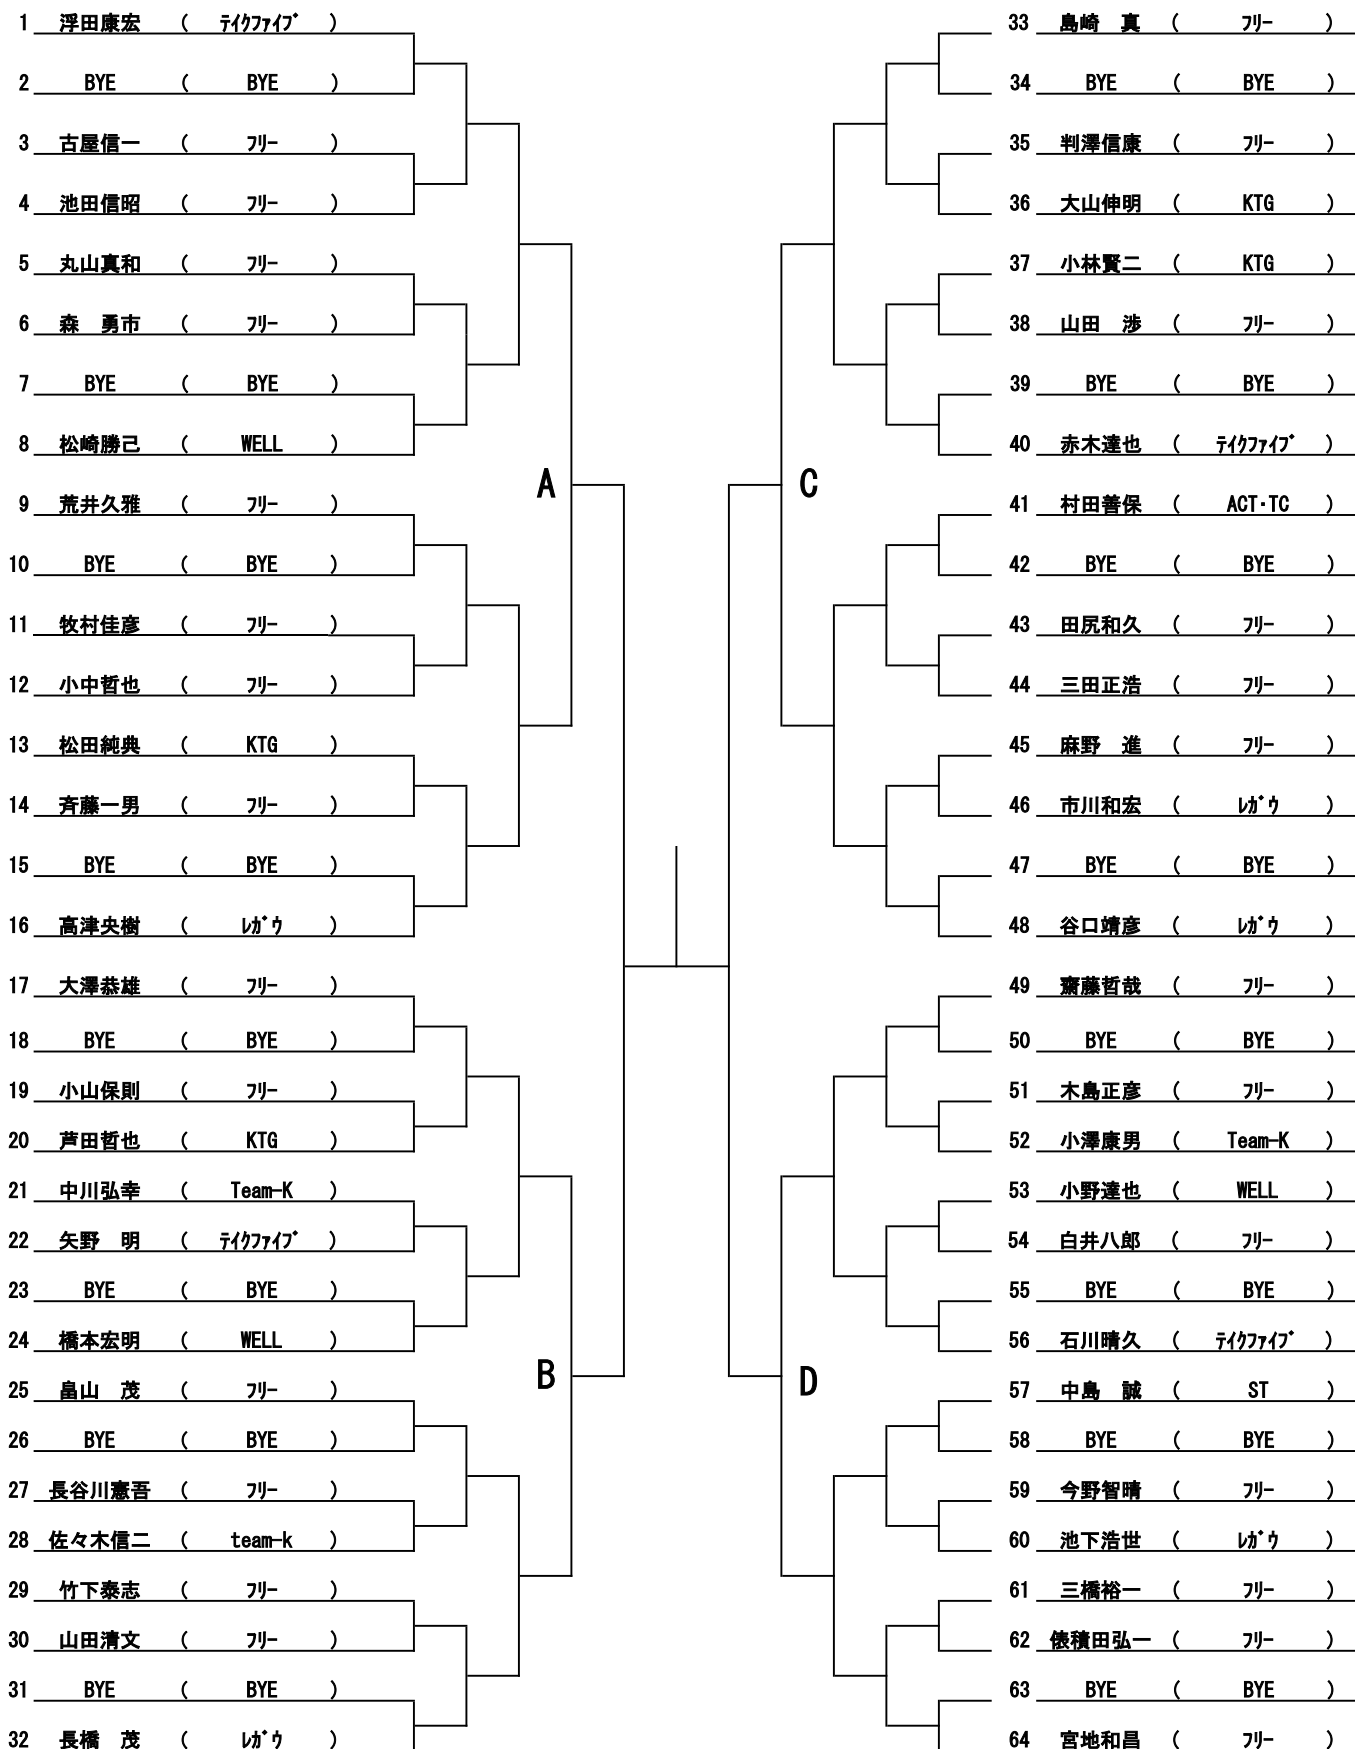 1 浮田康宏 ( ﾃｲｸﾌｧｲﾌﾞ )
2 BYE ( BYE )
3 古屋信一 ( ﾌﾘｰ )
4 池田信昭 ( ﾌﾘｰ )
5 丸山真和 ( ﾌﾘｰ )
6 森　勇市 ( ﾌﾘｰ )
7 BYE ( BYE )
8 松崎勝己 ( WELL )
A
9 荒井久雅 ( ﾌﾘｰ )
10 BYE ( BYE )
11 牧村佳彦 ( ﾌﾘｰ )
12 小中哲也 ( ﾌﾘｰ )
13 松田純典 ( KTG )
14 斉藤一男 ( ﾌﾘｰ )
15 BYE ( BYE )
16 高津央樹 ( ﾚｶﾞｳ )
17 大澤恭雄 ( ﾌﾘｰ )
18 BYE ( BYE )
19 小山保則 ( ﾌﾘｰ )
20 芦田哲也 ( KTG )
21 中川弘幸 ( Team-K )
22 矢野　明 ( ﾃｲｸﾌｧｲﾌﾞ )
23 BYE ( BYE )
24 橋本宏明 ( WELL )
B
25 畠山　茂 ( ﾌﾘｰ )
26 BYE ( BYE )
27 長谷川憲吾 ( ﾌﾘｰ )
28 佐々木信二 ( team-k )
29 竹下泰志 ( ﾌﾘｰ )
30 山田清文 ( ﾌﾘｰ )
31 BYE ( BYE )
32 長橋　茂 ( ﾚｶﾞｳ )
33 島崎　真 ( ﾌﾘｰ )
34 BYE ( BYE )
35 判澤信康 ( ﾌﾘｰ )
36 大山伸明 ( KTG )
37 小林賢二 ( KTG )
38 山田　渉 ( ﾌﾘｰ )
39 BYE ( BYE )
40 赤木達也 ( ﾃｲｸﾌｧｲﾌﾞ )
C
41 村田善保 ( ACT･TC )
42 BYE ( BYE )
43 田尻和久 ( ﾌﾘｰ )
44 三田正浩 ( ﾌﾘｰ )
45 麻野　進 ( ﾌﾘｰ )
46 市川和宏 ( ﾚｶﾞｳ )
47 BYE ( BYE )
48 谷口靖彦 ( ﾚｶﾞｳ )
49 齋藤哲哉 ( ﾌﾘｰ )
50 BYE ( BYE )
51 木島正彦 ( ﾌﾘｰ )
52 小澤康男 ( Team-K )
53 小野達也 ( WELL )
54 白井八郎 ( ﾌﾘｰ )
55 BYE ( BYE )
56 石川晴久 ( ﾃｲｸﾌｧｲﾌﾞ )
D
57 中島　誠 ( ST )
58 BYE ( BYE )
59 今野智晴 ( ﾌﾘｰ )
60 池下浩世 ( ﾚｶﾞｳ )
61 三橋裕一 ( ﾌﾘｰ )
62 俵積田弘一 ( ﾌﾘｰ )
63 BYE ( BYE )
64 宮地和昌 ( ﾌﾘｰ )